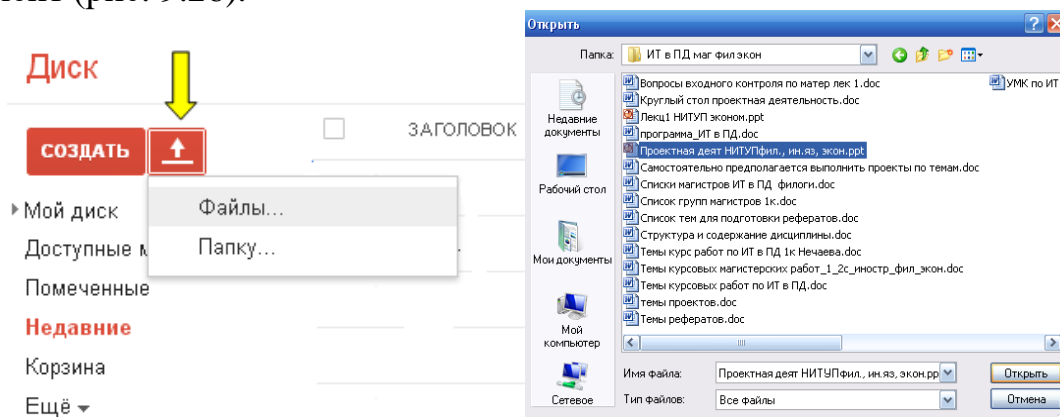 (рис. 9.26).
Диск
СОЗДАТЬ
ЗАГОЛОВОК
Файлы...
Папку...
Мой диск
Доступные
Помеченные
Недавние
Корзина
Ещё
Открыть
Папка: ИТ в ПД маг фил экон
Недавние документы
Рабочий стол
Мои документы
Мой компьютер
Сетевое
Вопросы входного контроля по матер лек 1.doc
Круглый стол проектная деятельность.doc
Лекц1 НИТУП эконом.ppt
программа_ИТ в ПД.doc
Проектная деят НИТУПфил., ин.яз, экон.ppt
Самостоятельно предполагается выполнить проекты по темам.doc
Списки магистров ИТ в ПД филоги.doc
Список групп магистров 1к.doc
Список тем для подготовки рефератов.doc
Структура и содержание дисциплины.doc
Темы курс работ по ИТ в ПД 1к Нечаева.doc
Темы курсовых магистерских работ_1_2с_иностр_фил_экон.doc
Темы курсовых работ по ИТ в ПД.doc
темы проектов.doc
Темы рефератов.doc
УМК по ИТ
Имя файла: Проектная деят НИТУПфил., ин.яз, экон.pp
Открыть
Тип файлов: Все файлы
Отмена